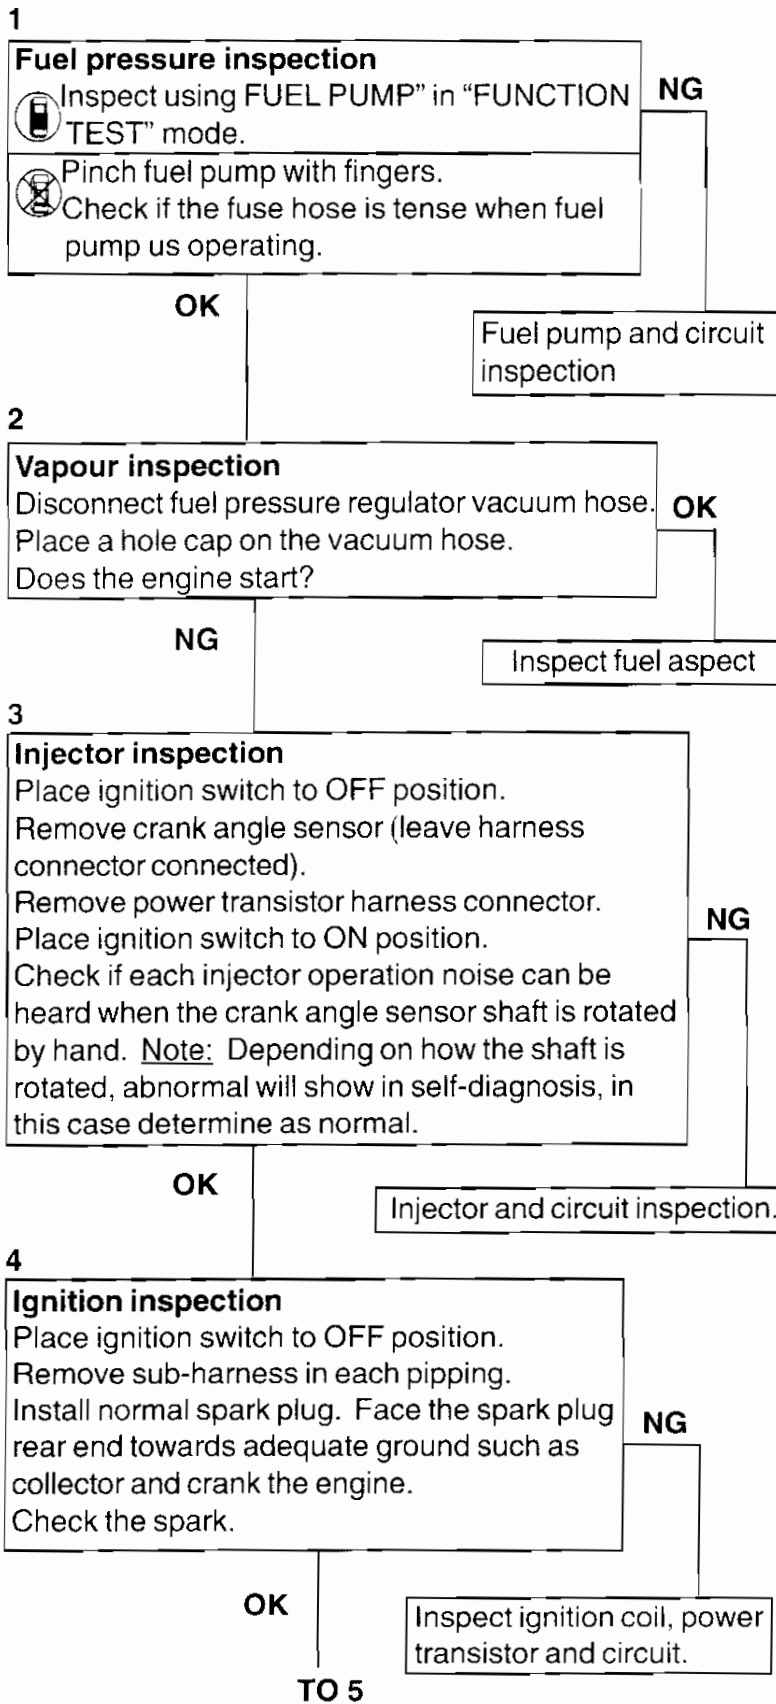 1
Fuel pressure inspection
Inspect using FUEL PUMP” in “FUNCTION
TEST” mode.
NG
Pinch fuel pump with fingers.
Check if the fuse hose is tense when fuel
pump us operating.
OK
Fuel pump and circuit
inspection
2
Vapour inspection
Disconnect fuel pressure regulator vacuum hose.
Place a hole cap on the vacuum hose.
Does the engine start?
OK
NG
Inspect fuel aspect
3
Injector inspection
Place ignition switch to OFF position.
Remove crank angle sensor (leave harness
connector connected).
Remove power transistor harness connector.
Place ignition switch to ON position.
Check if each injector operation noise can be
heard when the crank angle sensor shaft is rotated
by hand. Note: Depending on how the shaft is
rotated, abnormal will show in self-diagnosis, in
this case determine as normal.
NG
OK
Injector and circuit inspection.
4
Ignition inspection
Place ignition switch to OFF position.
Remove sub-harness in each pipping.
Install normal spark plug. Face the spark plug
rear end towards adequate ground such as
collector and crank the engine.
Check the spark.
NG
OK
Inspect ignition coil, power
transistor and circuit.
TO 5